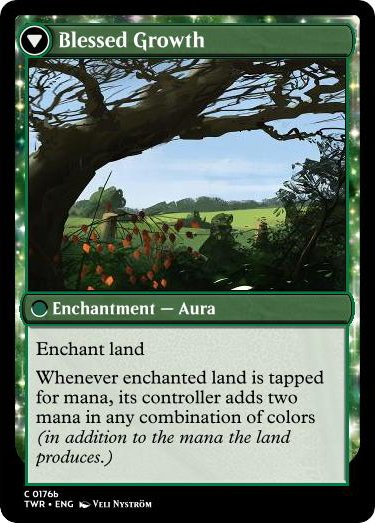 Blessed Growth
Enchantment — Aura
Enchant land
Whenever enchanted land is tapped
for mana, its controller adds two
mana in any combination of colors
(in addition to the mana the land
produces.)
C 0176b
TWR • ENG Veli Nyström